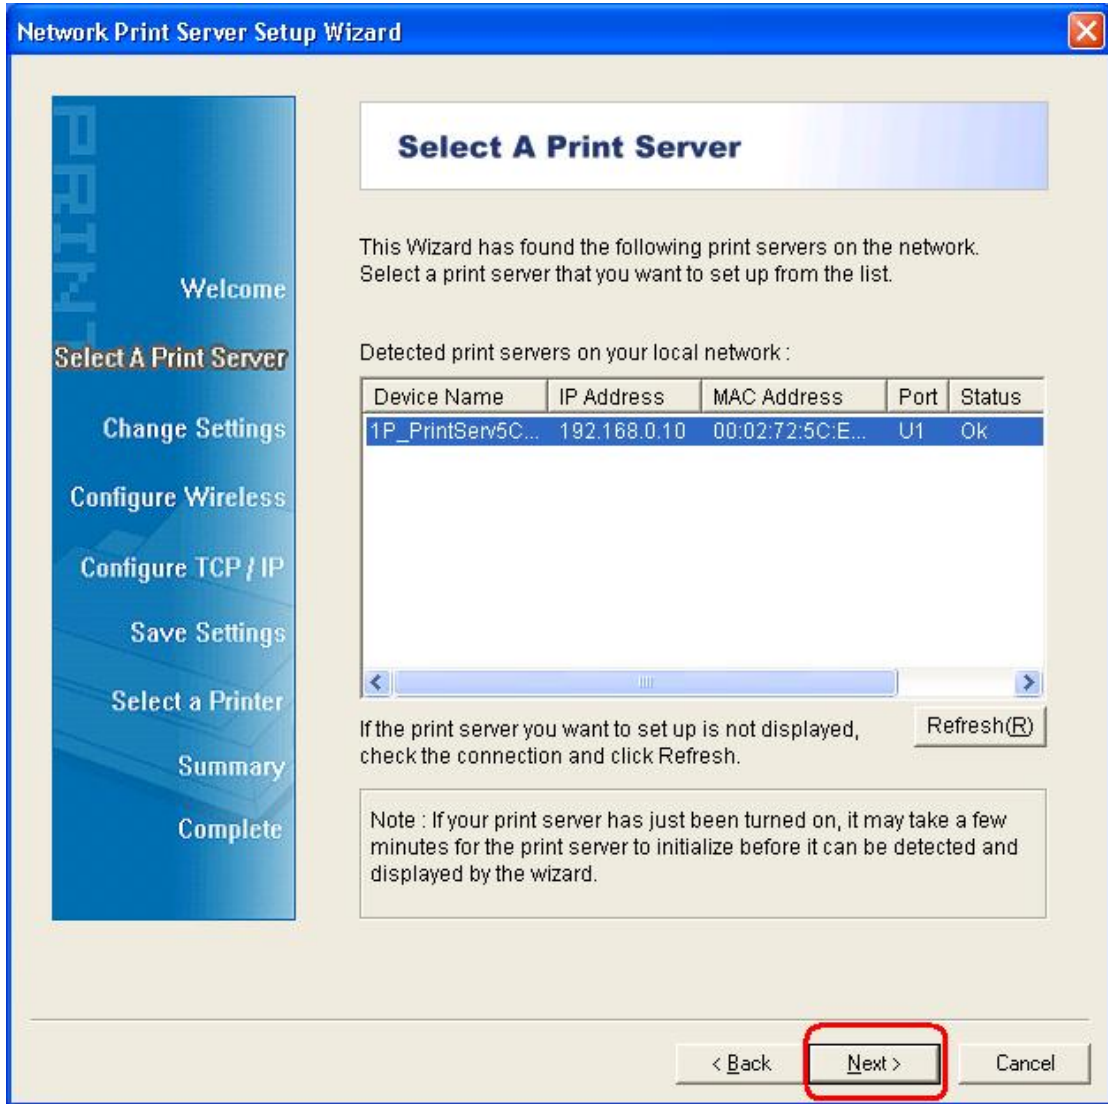 Network Print Server Setup Wizard
PRINT
Welcome
Select A Print Server
Change Settings
Configure Wireless
Configure TCP / IP
Save Settings
Select a Printer
Summary
Complete
Select A Print Server
This Wizard has found the following print servers on the network.
Select a print server that you want to set up from the list.
Detected print servers on your local network :
Device Name IP Address MAC Address Port Status
1P_PrintServ5C... 192.168.0.10 00:02:72:5C:E... U1 Ok
If the print server you want to set up is not displayed,
check the connection and click Refresh.
Refresh(R)
Note : If your print server has just been turned on, it may take a few
minutes for the print server to initialize before it can be detected and
displayed by the wizard.
< Back Next > Cancel